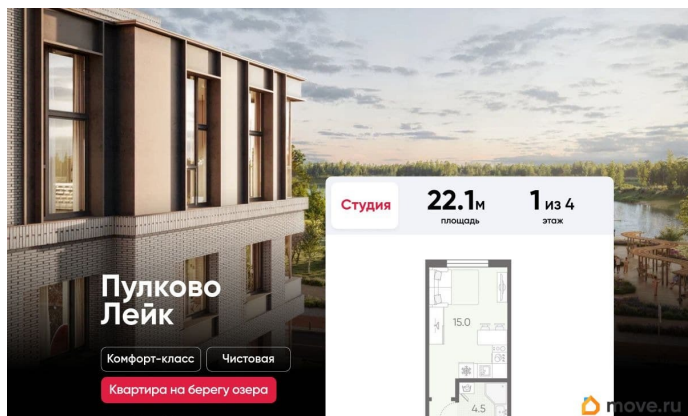 Студия
22.1м
площадь
1 из 4
этаж
Пулково
Лейк
Комфорт-класс
Чистовая
Квартира на берегу озера
15.0
4.5
move.ru